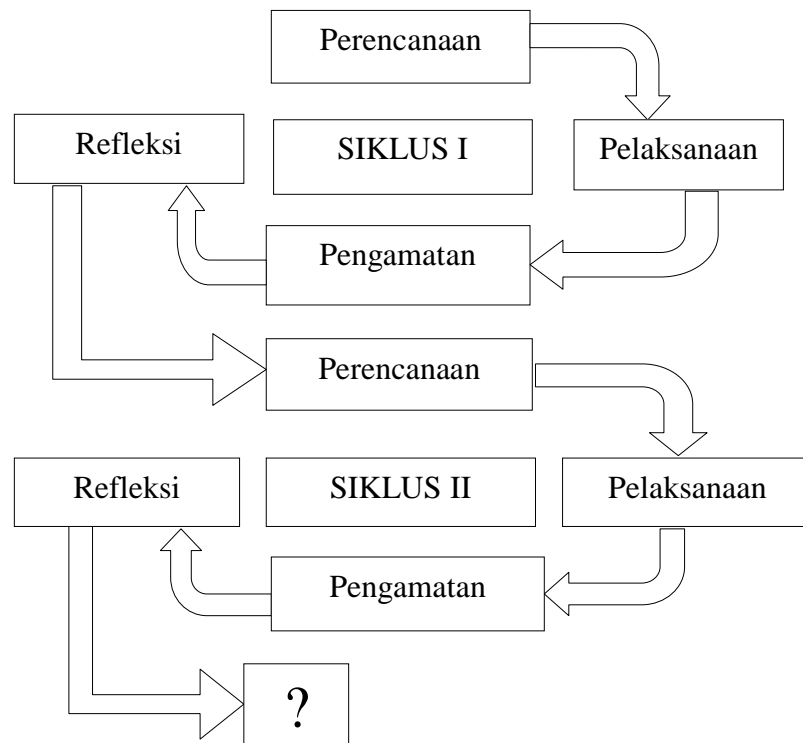 Perencanaan
Refleksi
SIKLUS I
Pelaksanaan
Pengamatan
Perencanaan
Refleksi
SIKLUS II
Pelaksanaan
Pengamatan
?